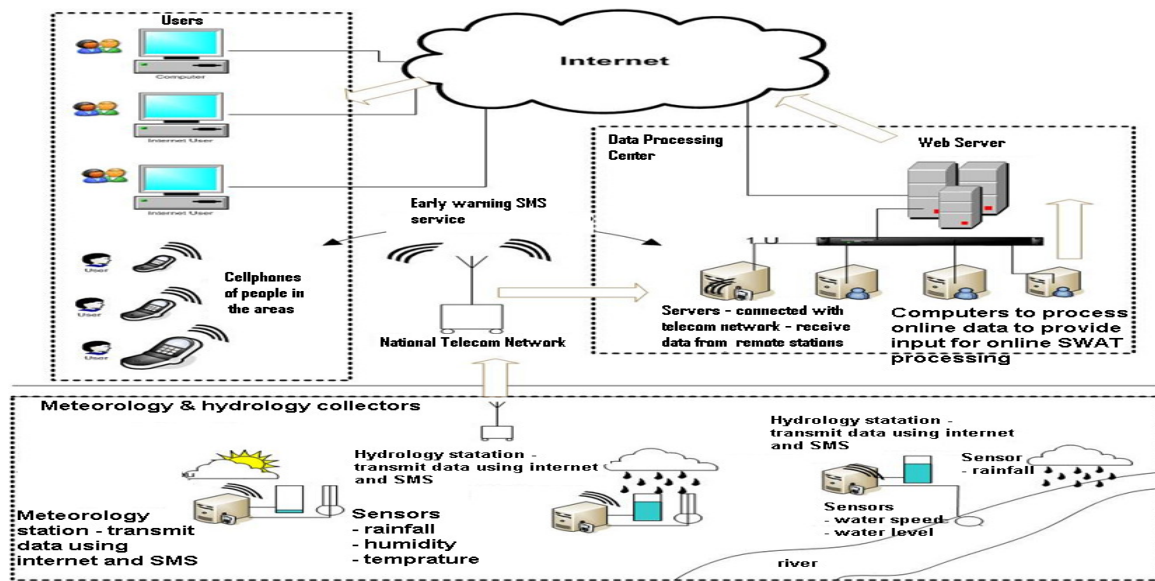 Users
Computer
Internet User
Internet User
User
User
User
Cellphones
of people in
the areas
Internet
Early warning SMS
service
National Telecom Network
Data Processing
Center
Web Server
1 U
Servers - connected with
telecom network - receive
data from remote stations
Computers to process
online data to provide
input for online SWAT
processing
Meteorology & hydrology collectors
Meteorology
station - transmit
data using
internet and SMS
Hydrology statation -
transmit data using internet
and SMS
Sensors
- rainfall
- humidity
- temprature
Hydrology statation -
transmit data using internet
and SMS
Sensor
- rainfall
Sensors
- water speed
- water level
river